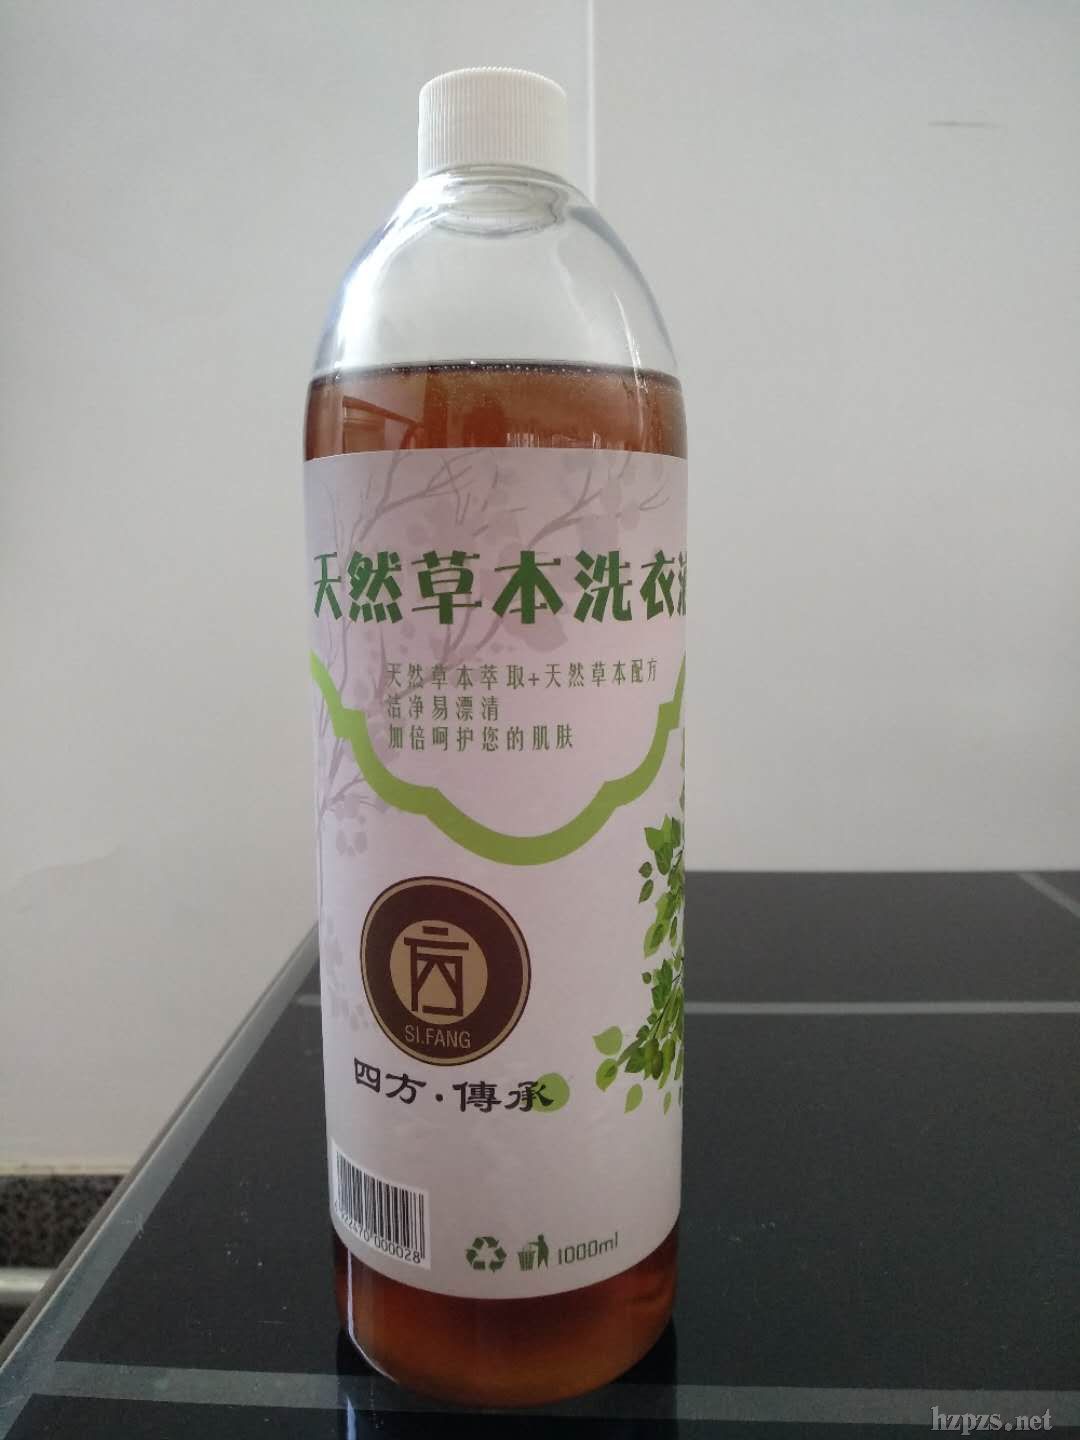 天然草本洗衣液
天然草本萃取+天然草本配方
洁净易漂清
加倍呵护您的肌肤
SI.FANG
四方·傳承
000028
1000ml
hzpzs.net